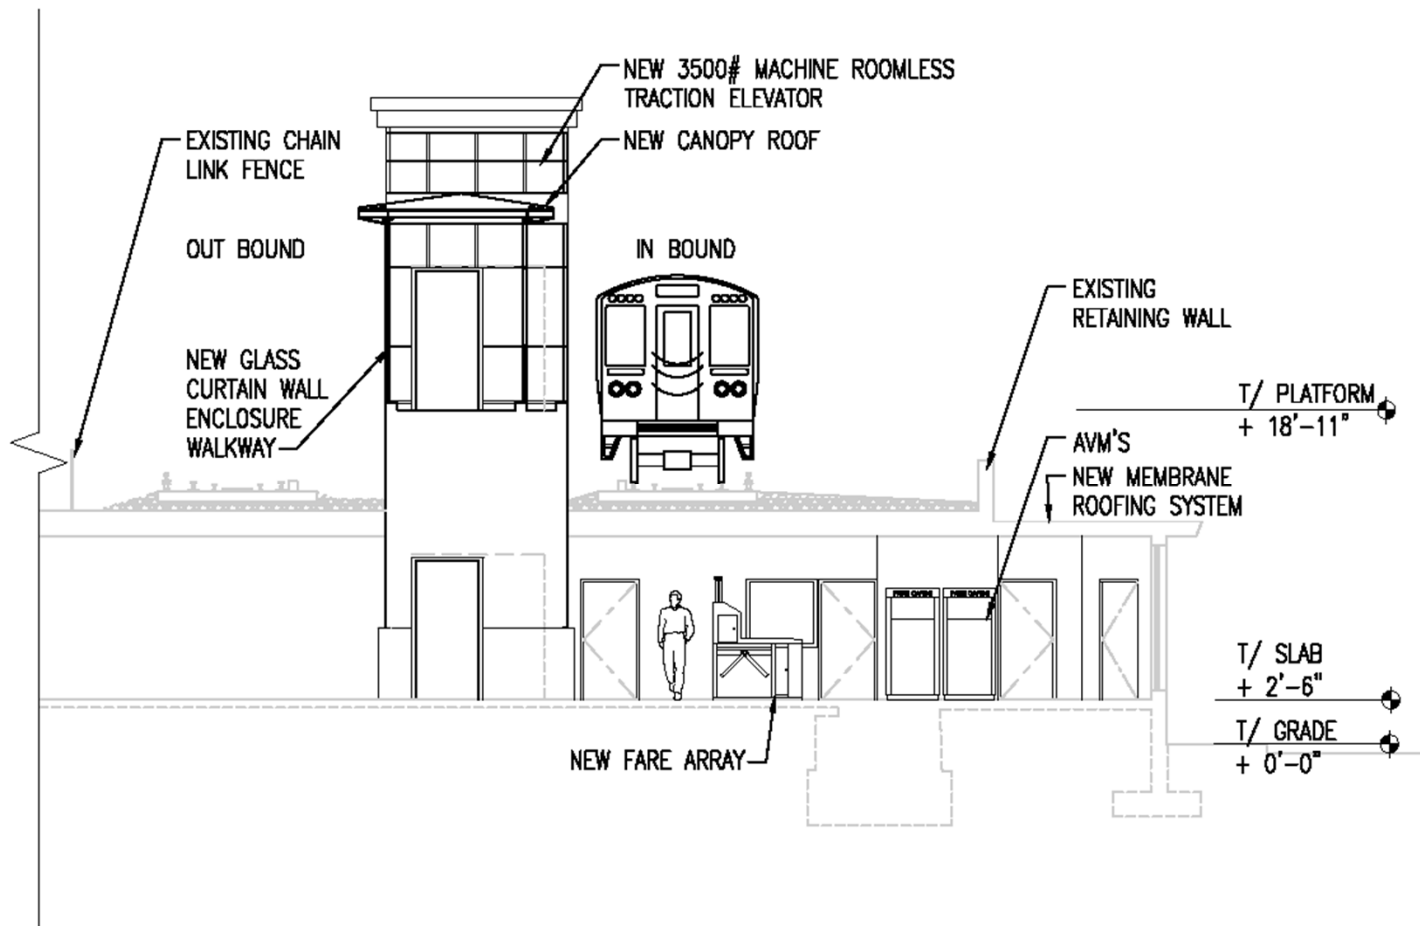 NEW 3500# MACHINE ROOMLESS
TRACTION ELEVATOR
EXISTING CHAIN
LINK FENCE
NEW CANOPY ROOF
OUT BOUND
IN BOUND
EXISTING
RETAINING WALL
NEW GLASS
CURTAIN WALL
ENCLOSURE
WALKWAY
T/ PLATFORM
+ 18'-11"
AVM'S
NEW MEMBRANE
ROOFING SYSTEM
T/ SLAB
+ 2'-6"
T/ GRADE
+ 0'-0"
NEW FARE ARRAY